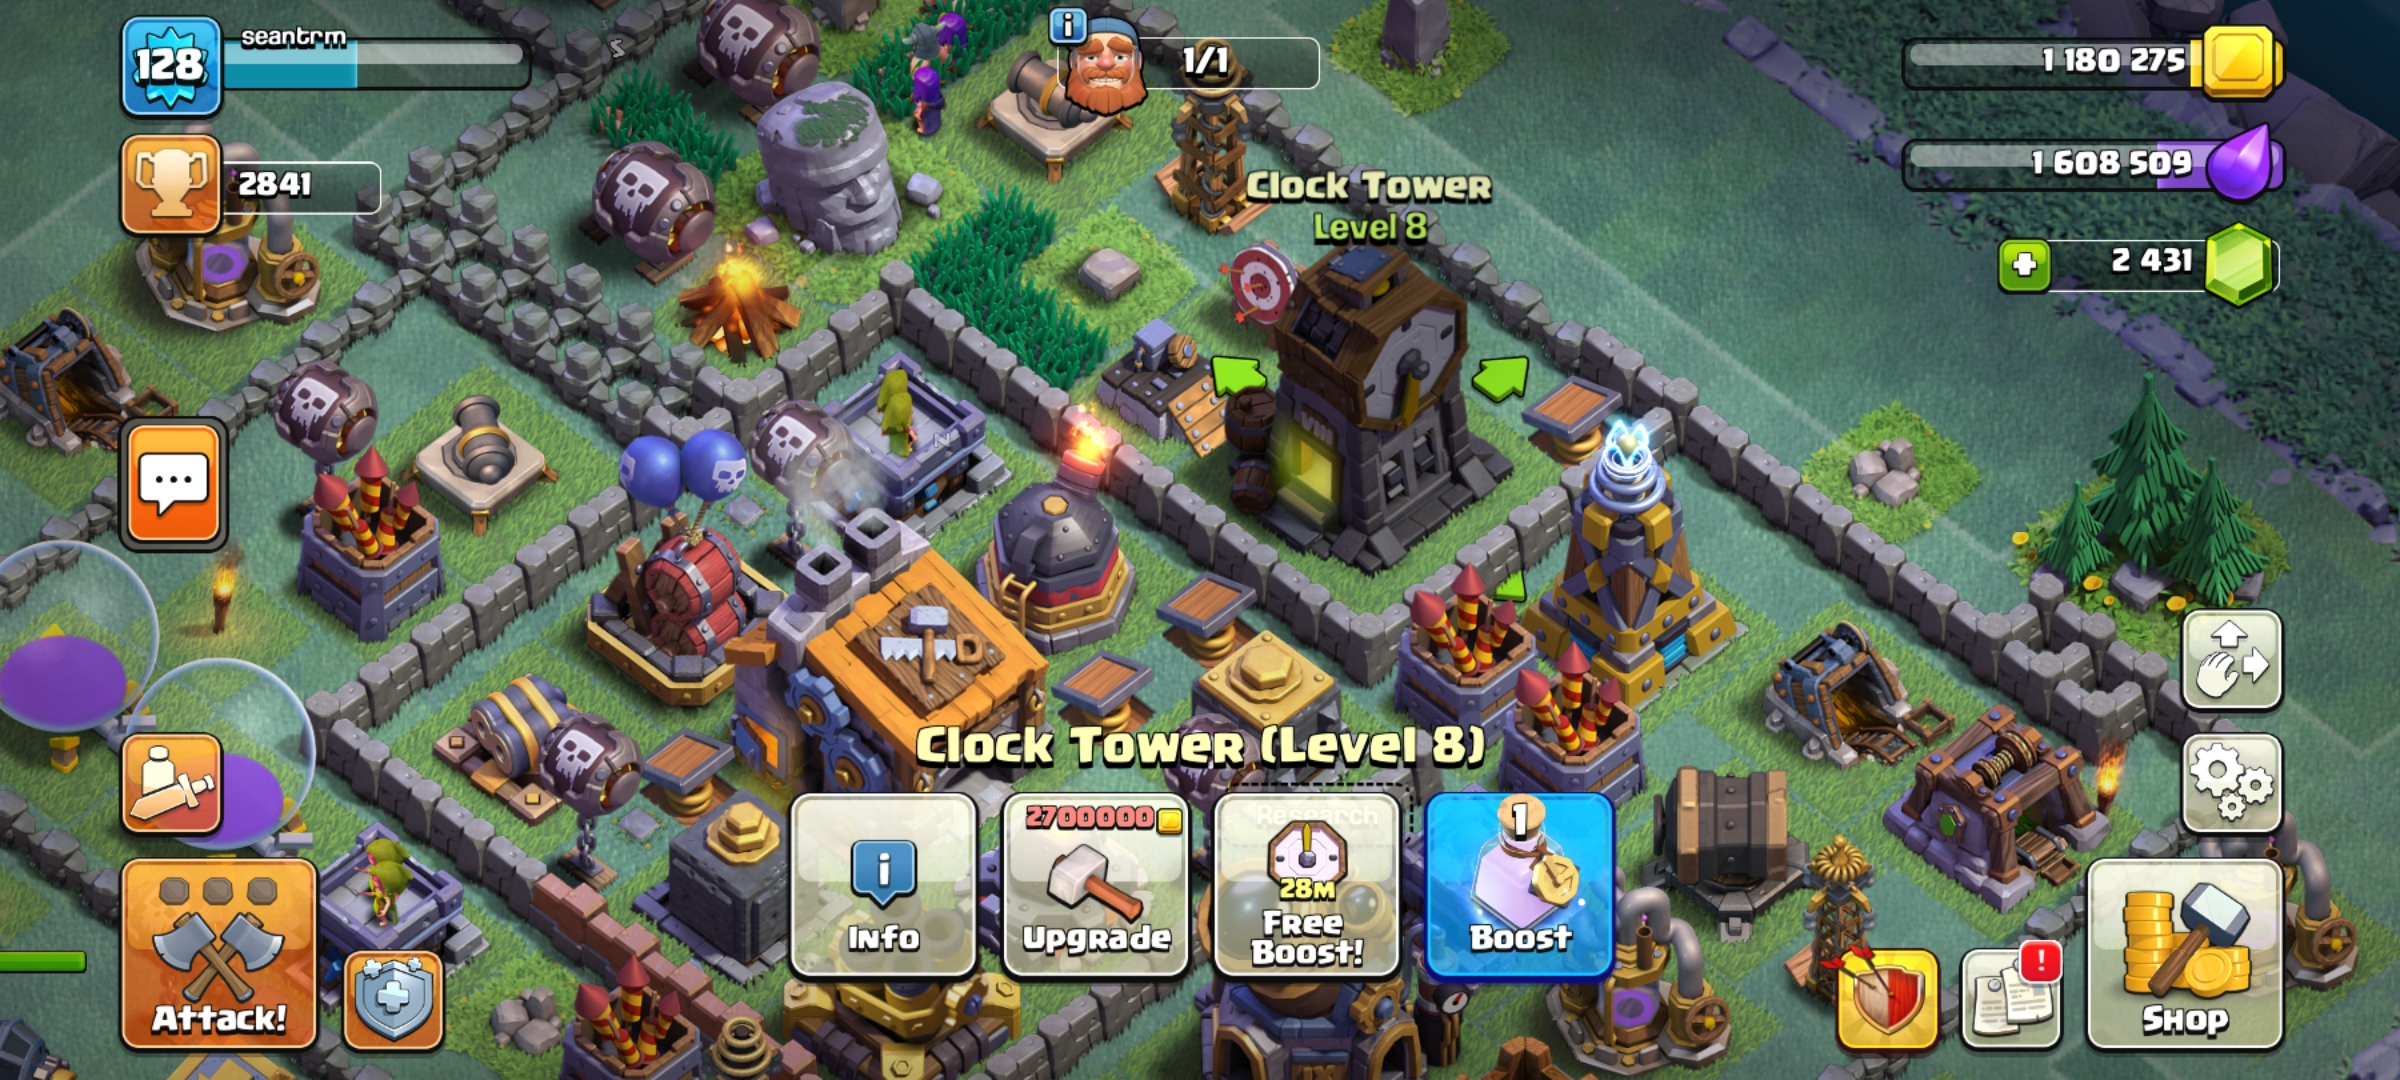 128
seantrm
1/1
1 180 275
2841
1 608 509
Clock Tower
Level 8
2 431
Clock Tower (Level 8)
Info
2700000
Upgrade
Research
28M
Free
Boost!
1
Boost
Attack!
!
Shop